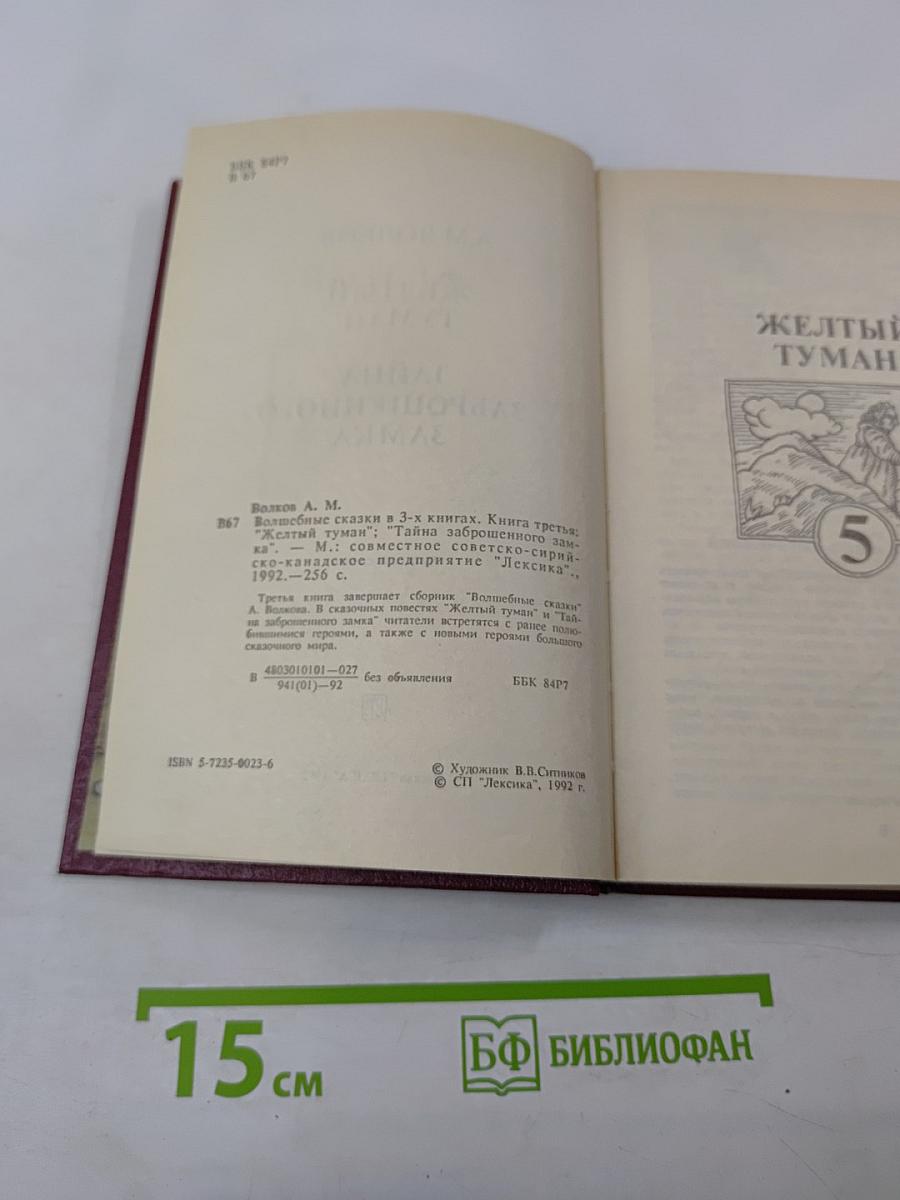 ББК 84Р7
В 67
Волков А. М.
В67 Волшебные сказки в 3-х книгах. Книга третья:
"Желтый туман"; "Тайна заброшенного зам-
ка". — М.: совместное советско-сирий-
ско-канадское предприятие "Лексика".,
1992.—256 с.
Третья книга завершает сборник "Волшебные сказки"
А. Волкова. В сказочных повестях "Желтый туман" и "Тай-
на заброшенного замка" читатели встретятся с ранее полю-
бившимися героями, а также с новыми героями большого
сказочного мира.
В 4803010101—027 без объявления
941(01)—92
ББК 84Р7
ISBN 5-7235-0023-6
© Художник В.В.Ситников
© СП "Лексика", 1992 г.
ЖЕЛТЫЙ
ТУМАН
5
15 см
БФ БИБЛИОФАН